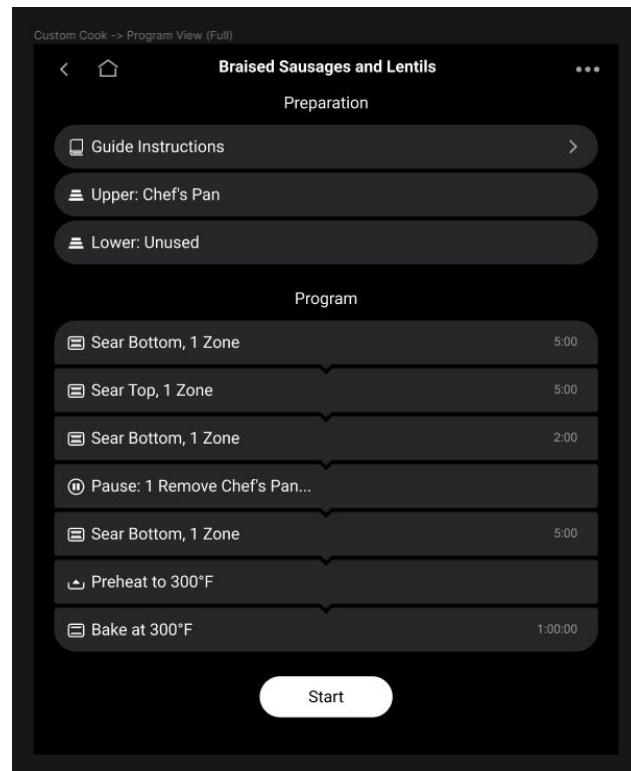 Custom Cook -> Program View (Full)
Braised Sausages and Lentils
Preparation
Guide Instructions
Upper: Chef's Pan
Lower: Unused
Program
Sear Bottom, 1 Zone 5:00
Sear Top, 1 Zone 5:00
Sear Bottom, 1 Zone 2:00
Pause: 1 Remove Chef's Pan...
Sear Bottom, 1 Zone 5:00
Preheat to 300°F
Bake at 300°F 1:00:00
Start